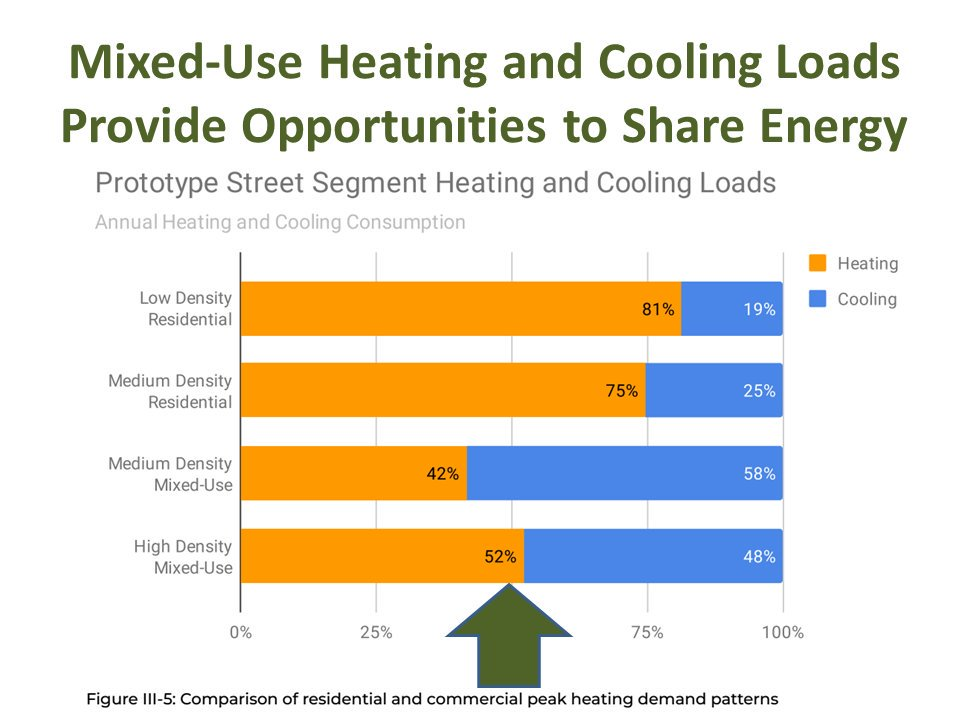 Mixed-Use Heating and Cooling Loads
Provide Opportunities to Share Energy
Prototype Street Segment Heating and Cooling Loads
Annual Heating and Cooling Consumption
Heating
Cooling
Low Density
Residential
81%
19%
Medium Density
Residential
75%
25%
Medium Density
Mixed-Use
42%
58%
High Density
Mixed-Use
52%
48%
0%
25%
75%
100%
Figure III-5: Comparison of residential and commercial peak heating demand patterns